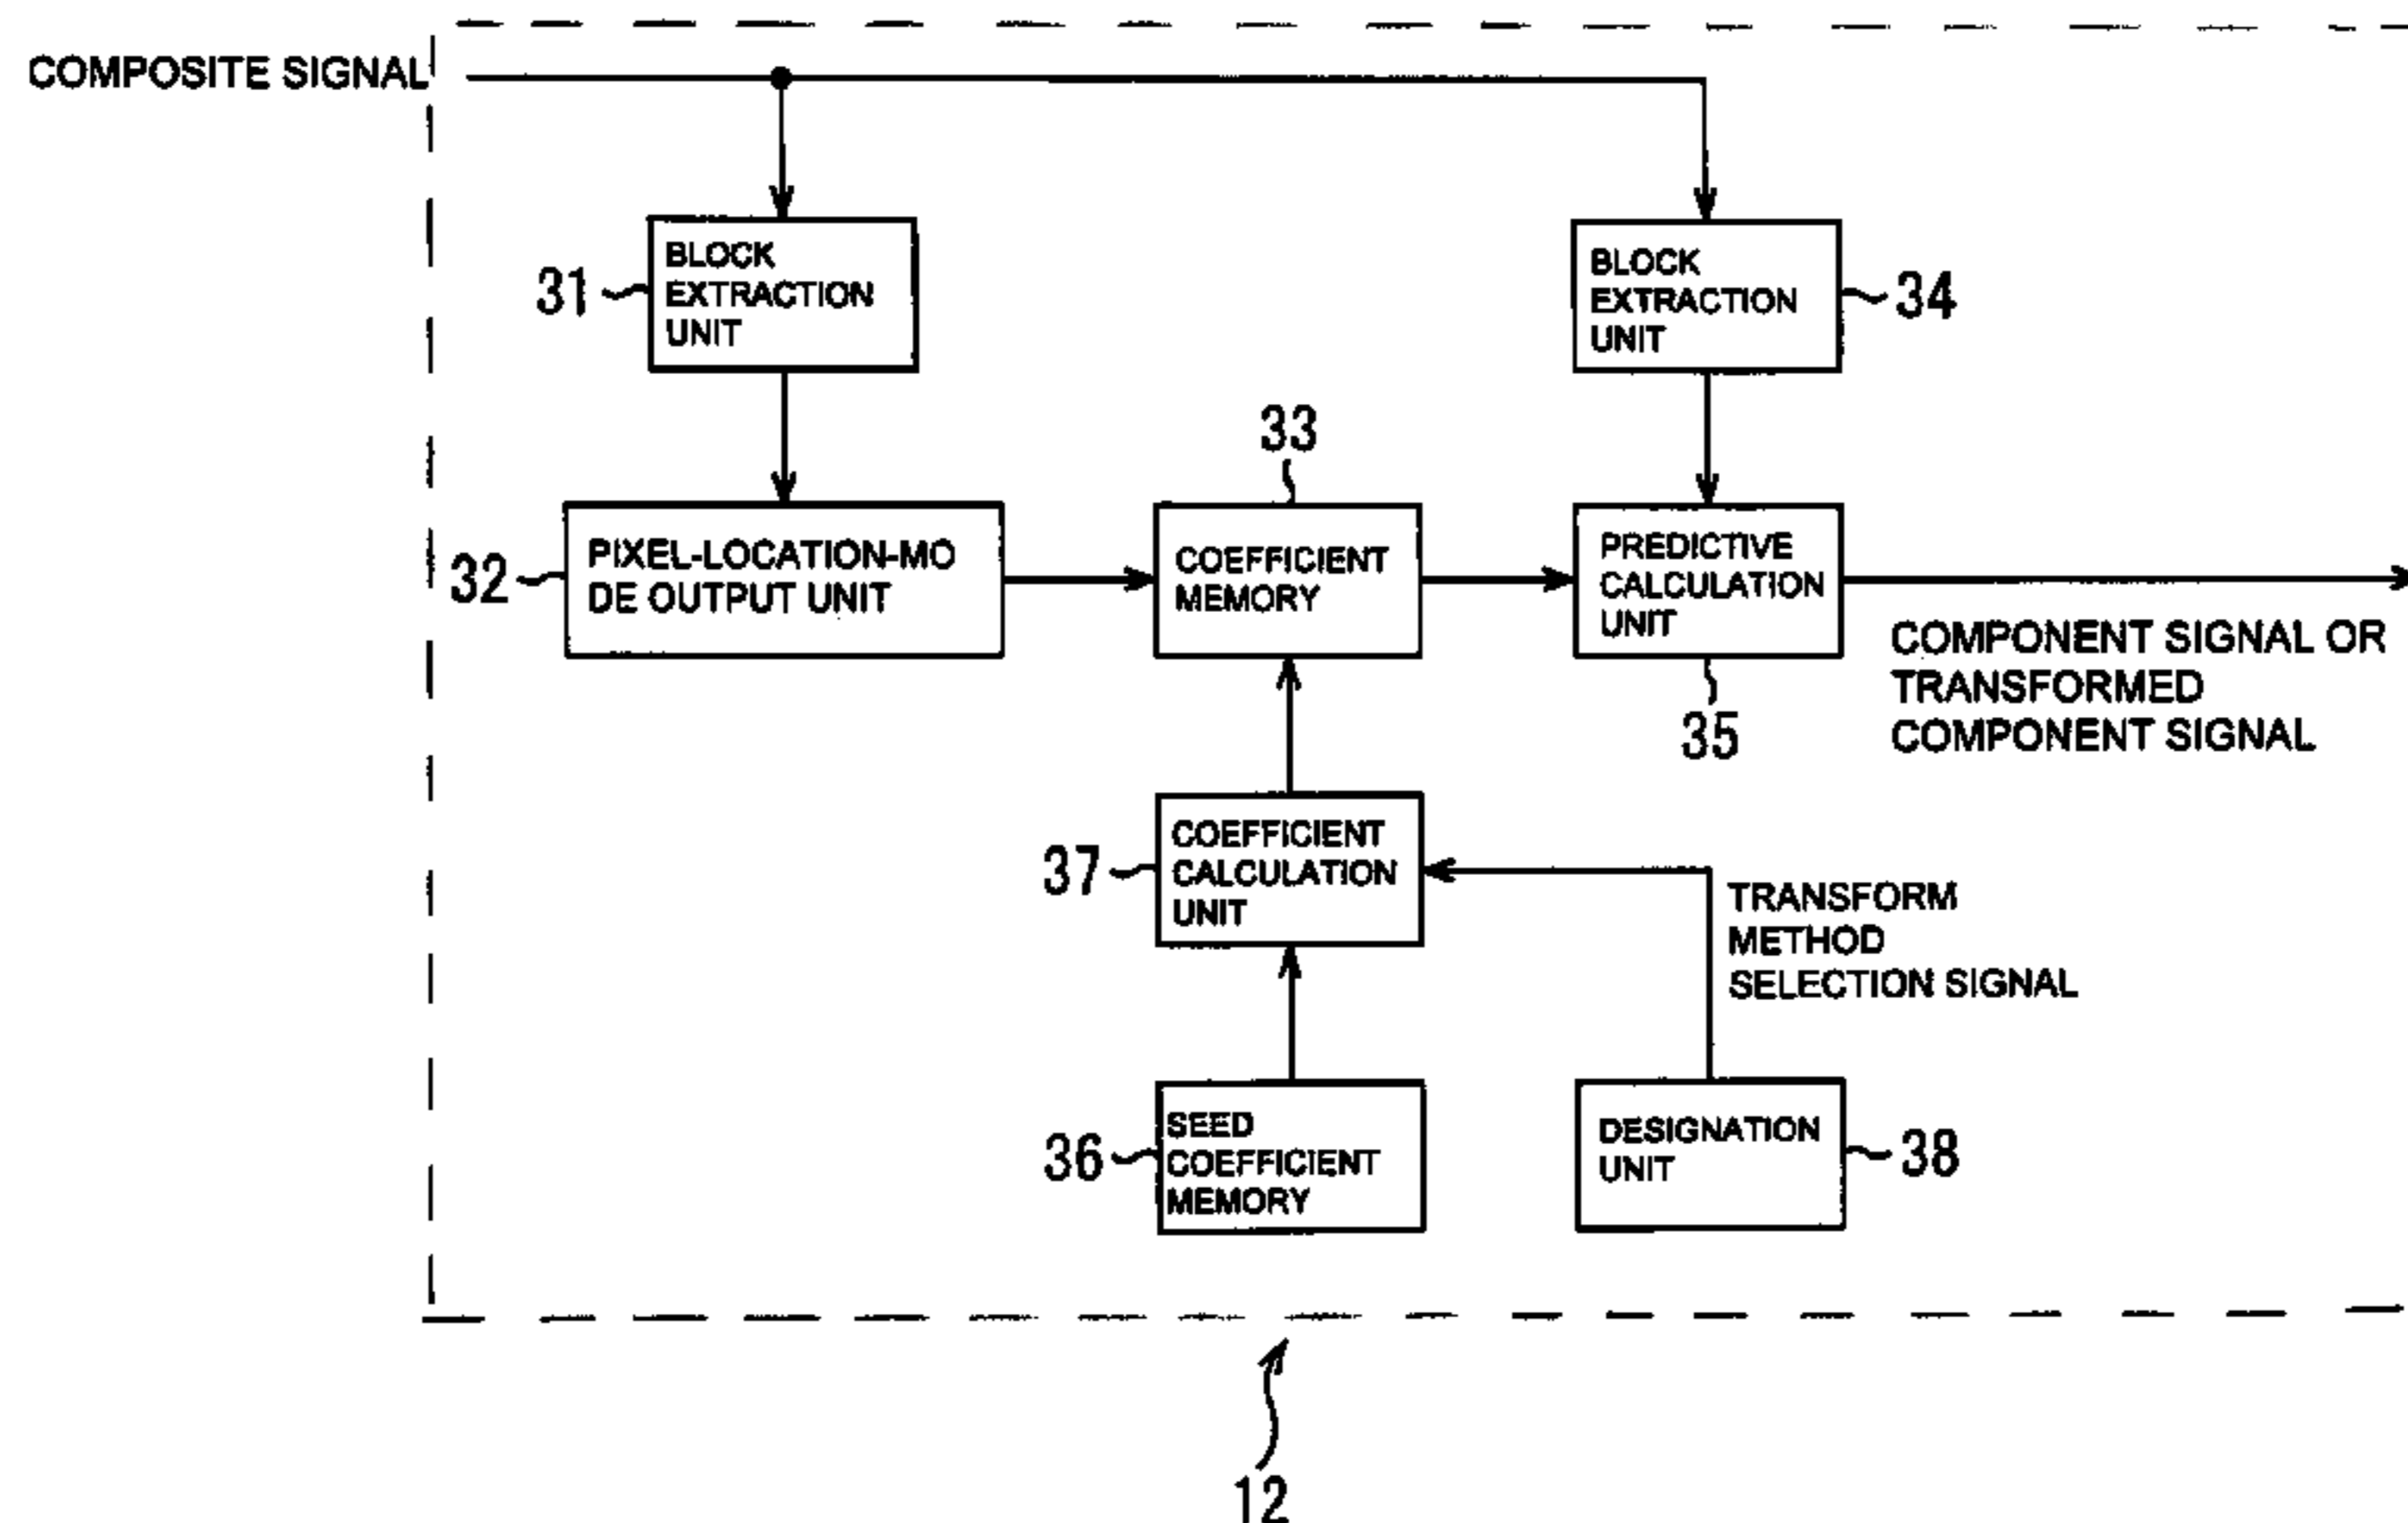 COMPOSITE SIGNAL
BLOCK
EXTRACTION
UNIT
31
BLOCK
EXTRACTION
UNIT
34
33
32
PIXEL-LOCATION-MO
DE OUTPUT UNIT
COEFFICIENT
MEMORY
PREDICTIVE
CALCULATION
UNIT
35
COMPONENT SIGNAL OR
TRANSFORMED
COMPONENT SIGNAL
37
COEFFICIENT
CALCULATION
UNIT
TRANSFORM
METHOD
SELECTION SIGNAL
36
SEED
COEFFICIENT
MEMORY
DESIGNATION
UNIT
38
12